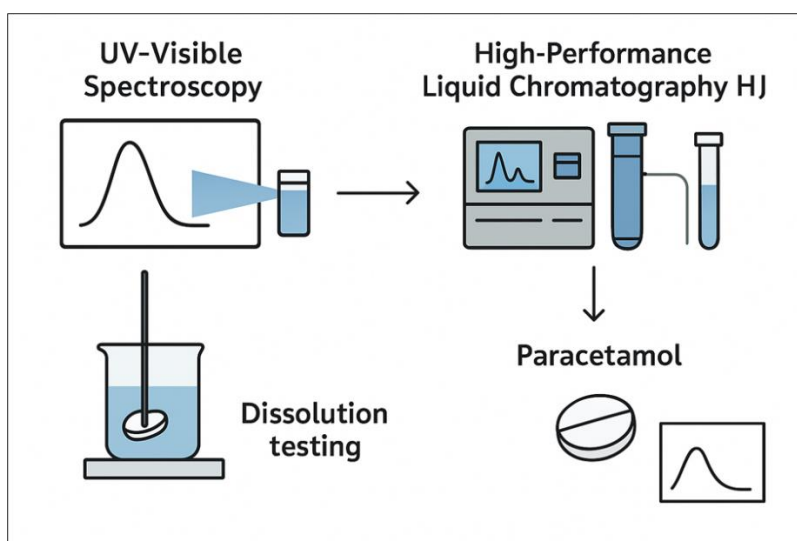 UV-Visible
Spectroscopy
High-Performance
Liquid Chromatography HJ
Dissolution
testing
Paracetamol